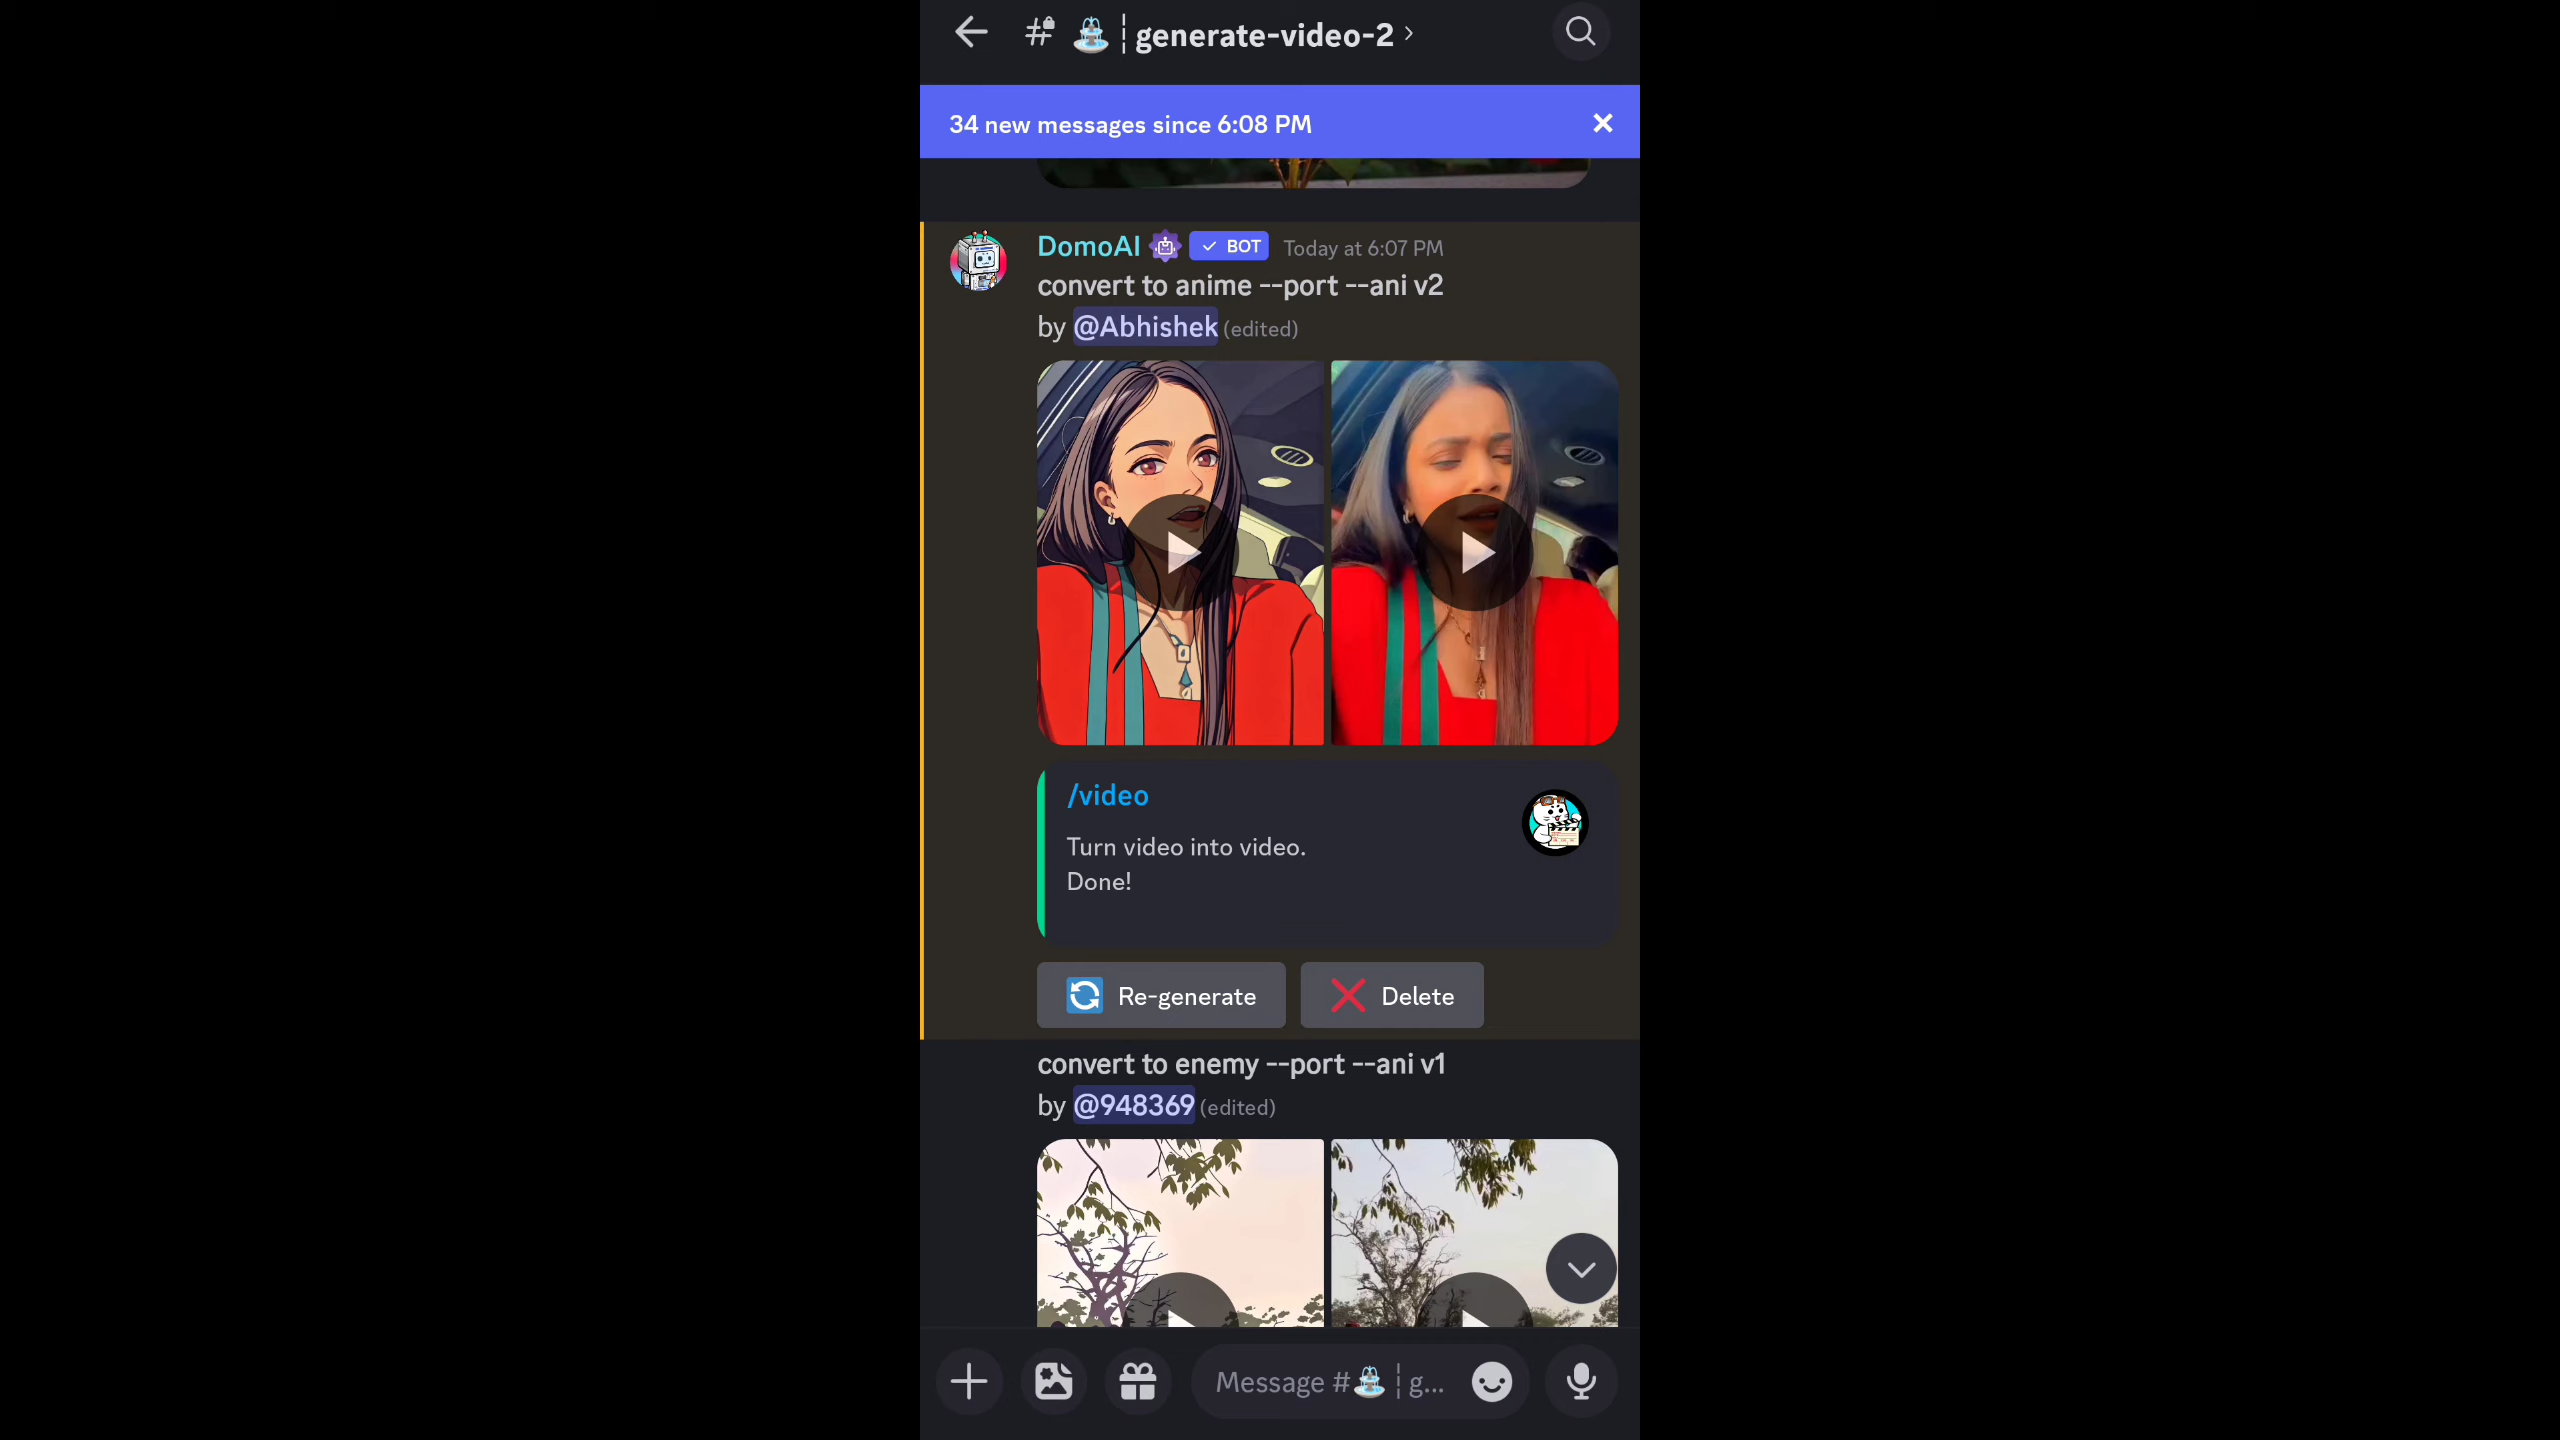 generate-video-2
34 new messages since 6:08 PM
DomoAI BOT Today at 6:07 PM
convert to anime --port --ani v2
by @Abhishek (edited)
/video
Turn video into video.
Done!
Re-generate Delete
convert to enemy --port --ani v1
by @948369 (edited)
Message #⛲┆g...